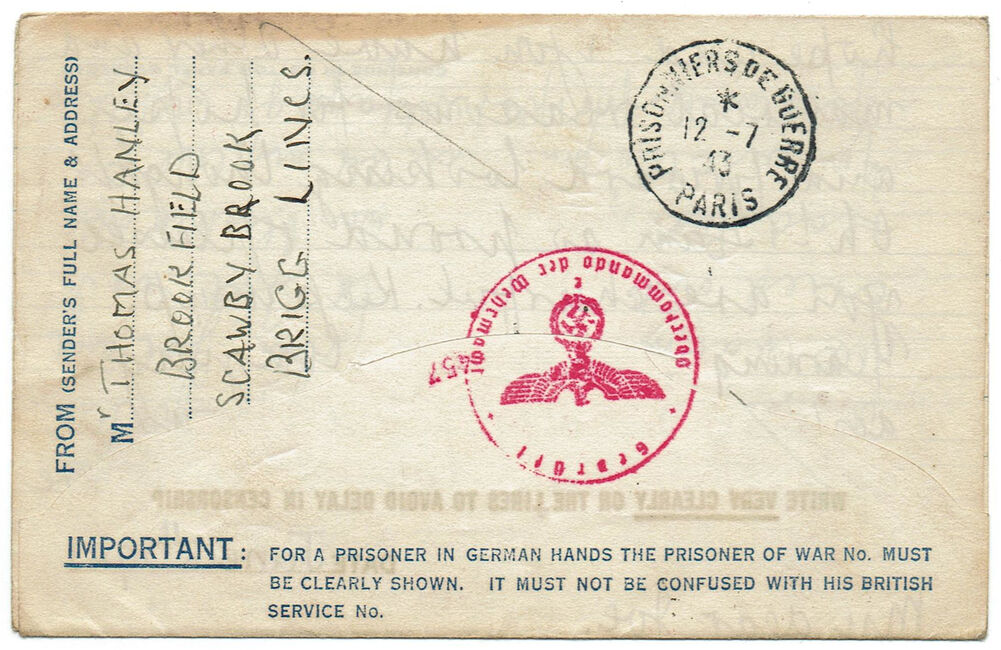 FROM (SENDER'S FULL NAME & ADDRESS)
Mr THOMAS HANLEY
BROOKFIELD
SCAWBY BROOK
BRIGG LINCS.
PRISONNIERS DE GUERRE
*
12 -7
43
PARIS
Oberkommando der Wehrmacht
e
Geprüft
457
WRITE VERY CLEARLY ON THE LINES TO AVOID DELAY IN CENSORSHIP
DATE
IMPORTANT: FOR A PRISONER IN GERMAN HANDS THE PRISONER OF WAR No. MUST
BE CLEARLY SHOWN. IT MUST NOT BE CONFUSED WITH HIS BRITISH
SERVICE No.